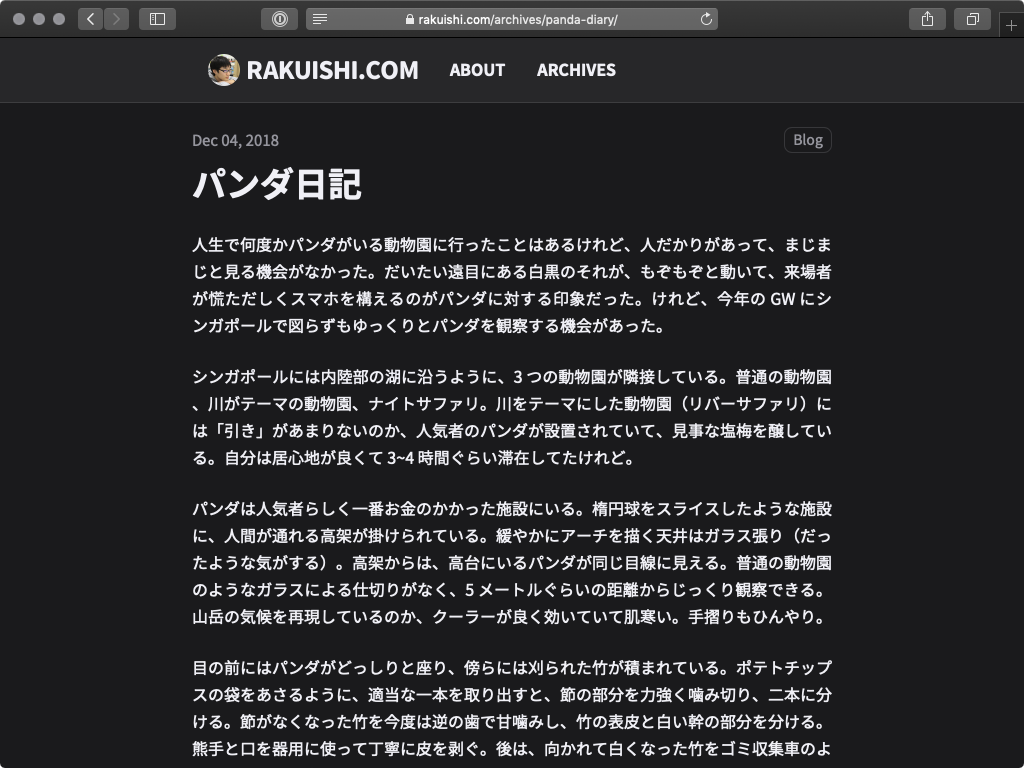 rakuishi.com/archives/panda-diary/
RAKUISHI.COM ABOUT ARCHIVES
Dec 04, 2018 Blog
パンダ日記
人生で何度かパンダがいる動物園に行ったことはあるけれど、人だかりがあって、まじま
じと見る機会がなかった。だいたい遠目にある白黒のそれが、もぞもぞと動いて、来場者
が慌ただしくスマホを構えるのがパンダに対する印象だった。けれど、今年の GW にシ
ンガポールで図らずもゆっくりとパンダを観察する機会があった。
シンガポールには内陸部の湖に沿うように、3 つの動物園が隣接している。普通の動物園
、川がテーマの動物園、ナイトサファリ。川をテーマにした動物園（リバーサファリ）に
は「引き」があまりないのか、人気者のパンダが設置されていて、見事な塩梅を醸してい
る。自分は居心地が良くて 3~4 時間ぐらい滞在してたけれど。
パンダは人気者らしく一番お金のかかった施設にいる。楕円球をスライスしたような施設
に、人間が通れる高架が掛けられている。緩やかにアーチを描く天井はガラス張り（だっ
たような気がする）。高架からは、高台にいるパンダが同じ目線に見える。普通の動物園
のようなガラスによる仕切りがなく、5 メートルぐらいの距離からじっくり観察できる。
山岳の気候を再現しているのか、クーラーが良く効いていて肌寒い。手摺りもひんやり。
目の前にはパンダがどっしりと座り、傍らには刈られた竹が積まれている。ポテトチップ
スの袋をあさるように、適当な一本を取り出すと、節の部分を力強く噛み切り、二本に分
ける。節がなくなった竹を今度は逆の歯で甘噛みし、竹の表皮と白い幹の部分を分ける。
熊手と口を器用に使って丁寧に皮を剥ぐ。後は、向かれて白くなった竹をゴミ収集車のよ